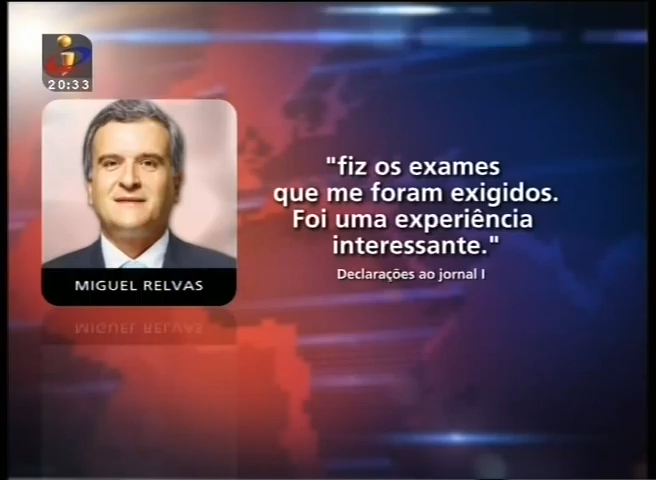 20:33
"fiz os exames
que me foram exigidos.
Foi uma experiência
interessante."
Declarações ao jornal I
MIGUEL RELVAS